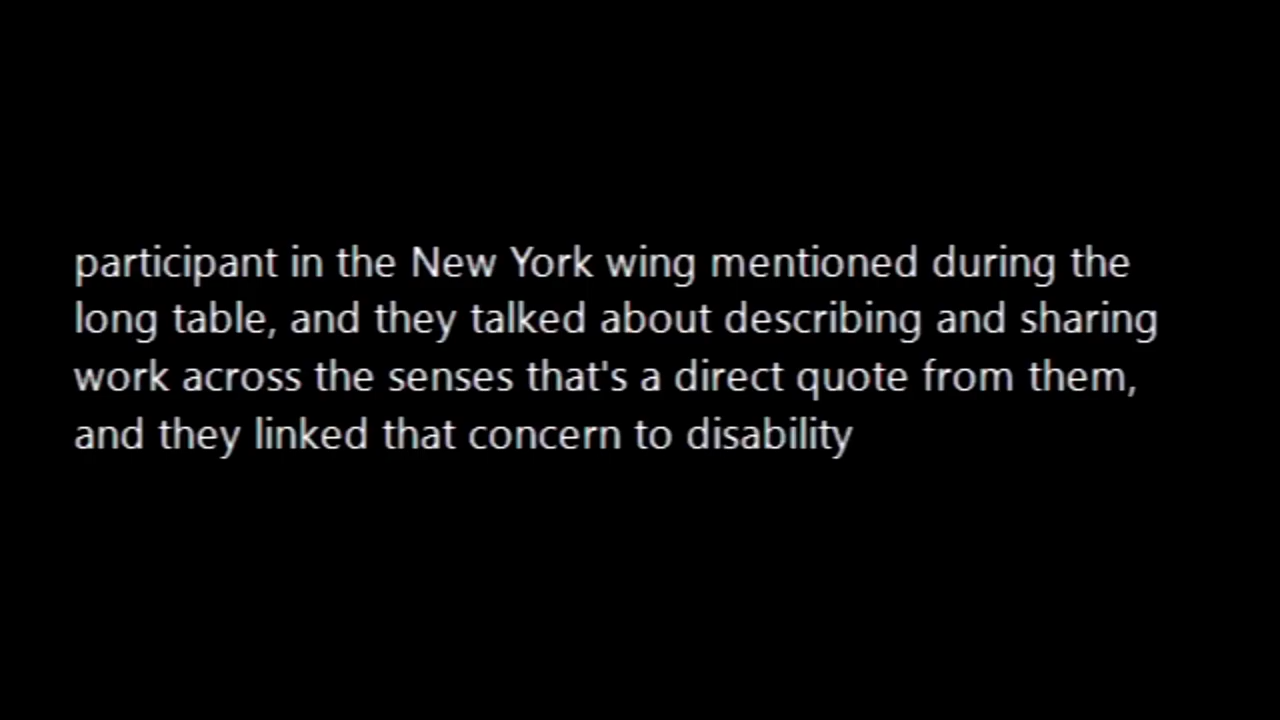 participant in the New York wing mentioned during the
long table, and they talked about describing and sharing
work across the senses that's a direct quote from them,
and they linked that concern to disability